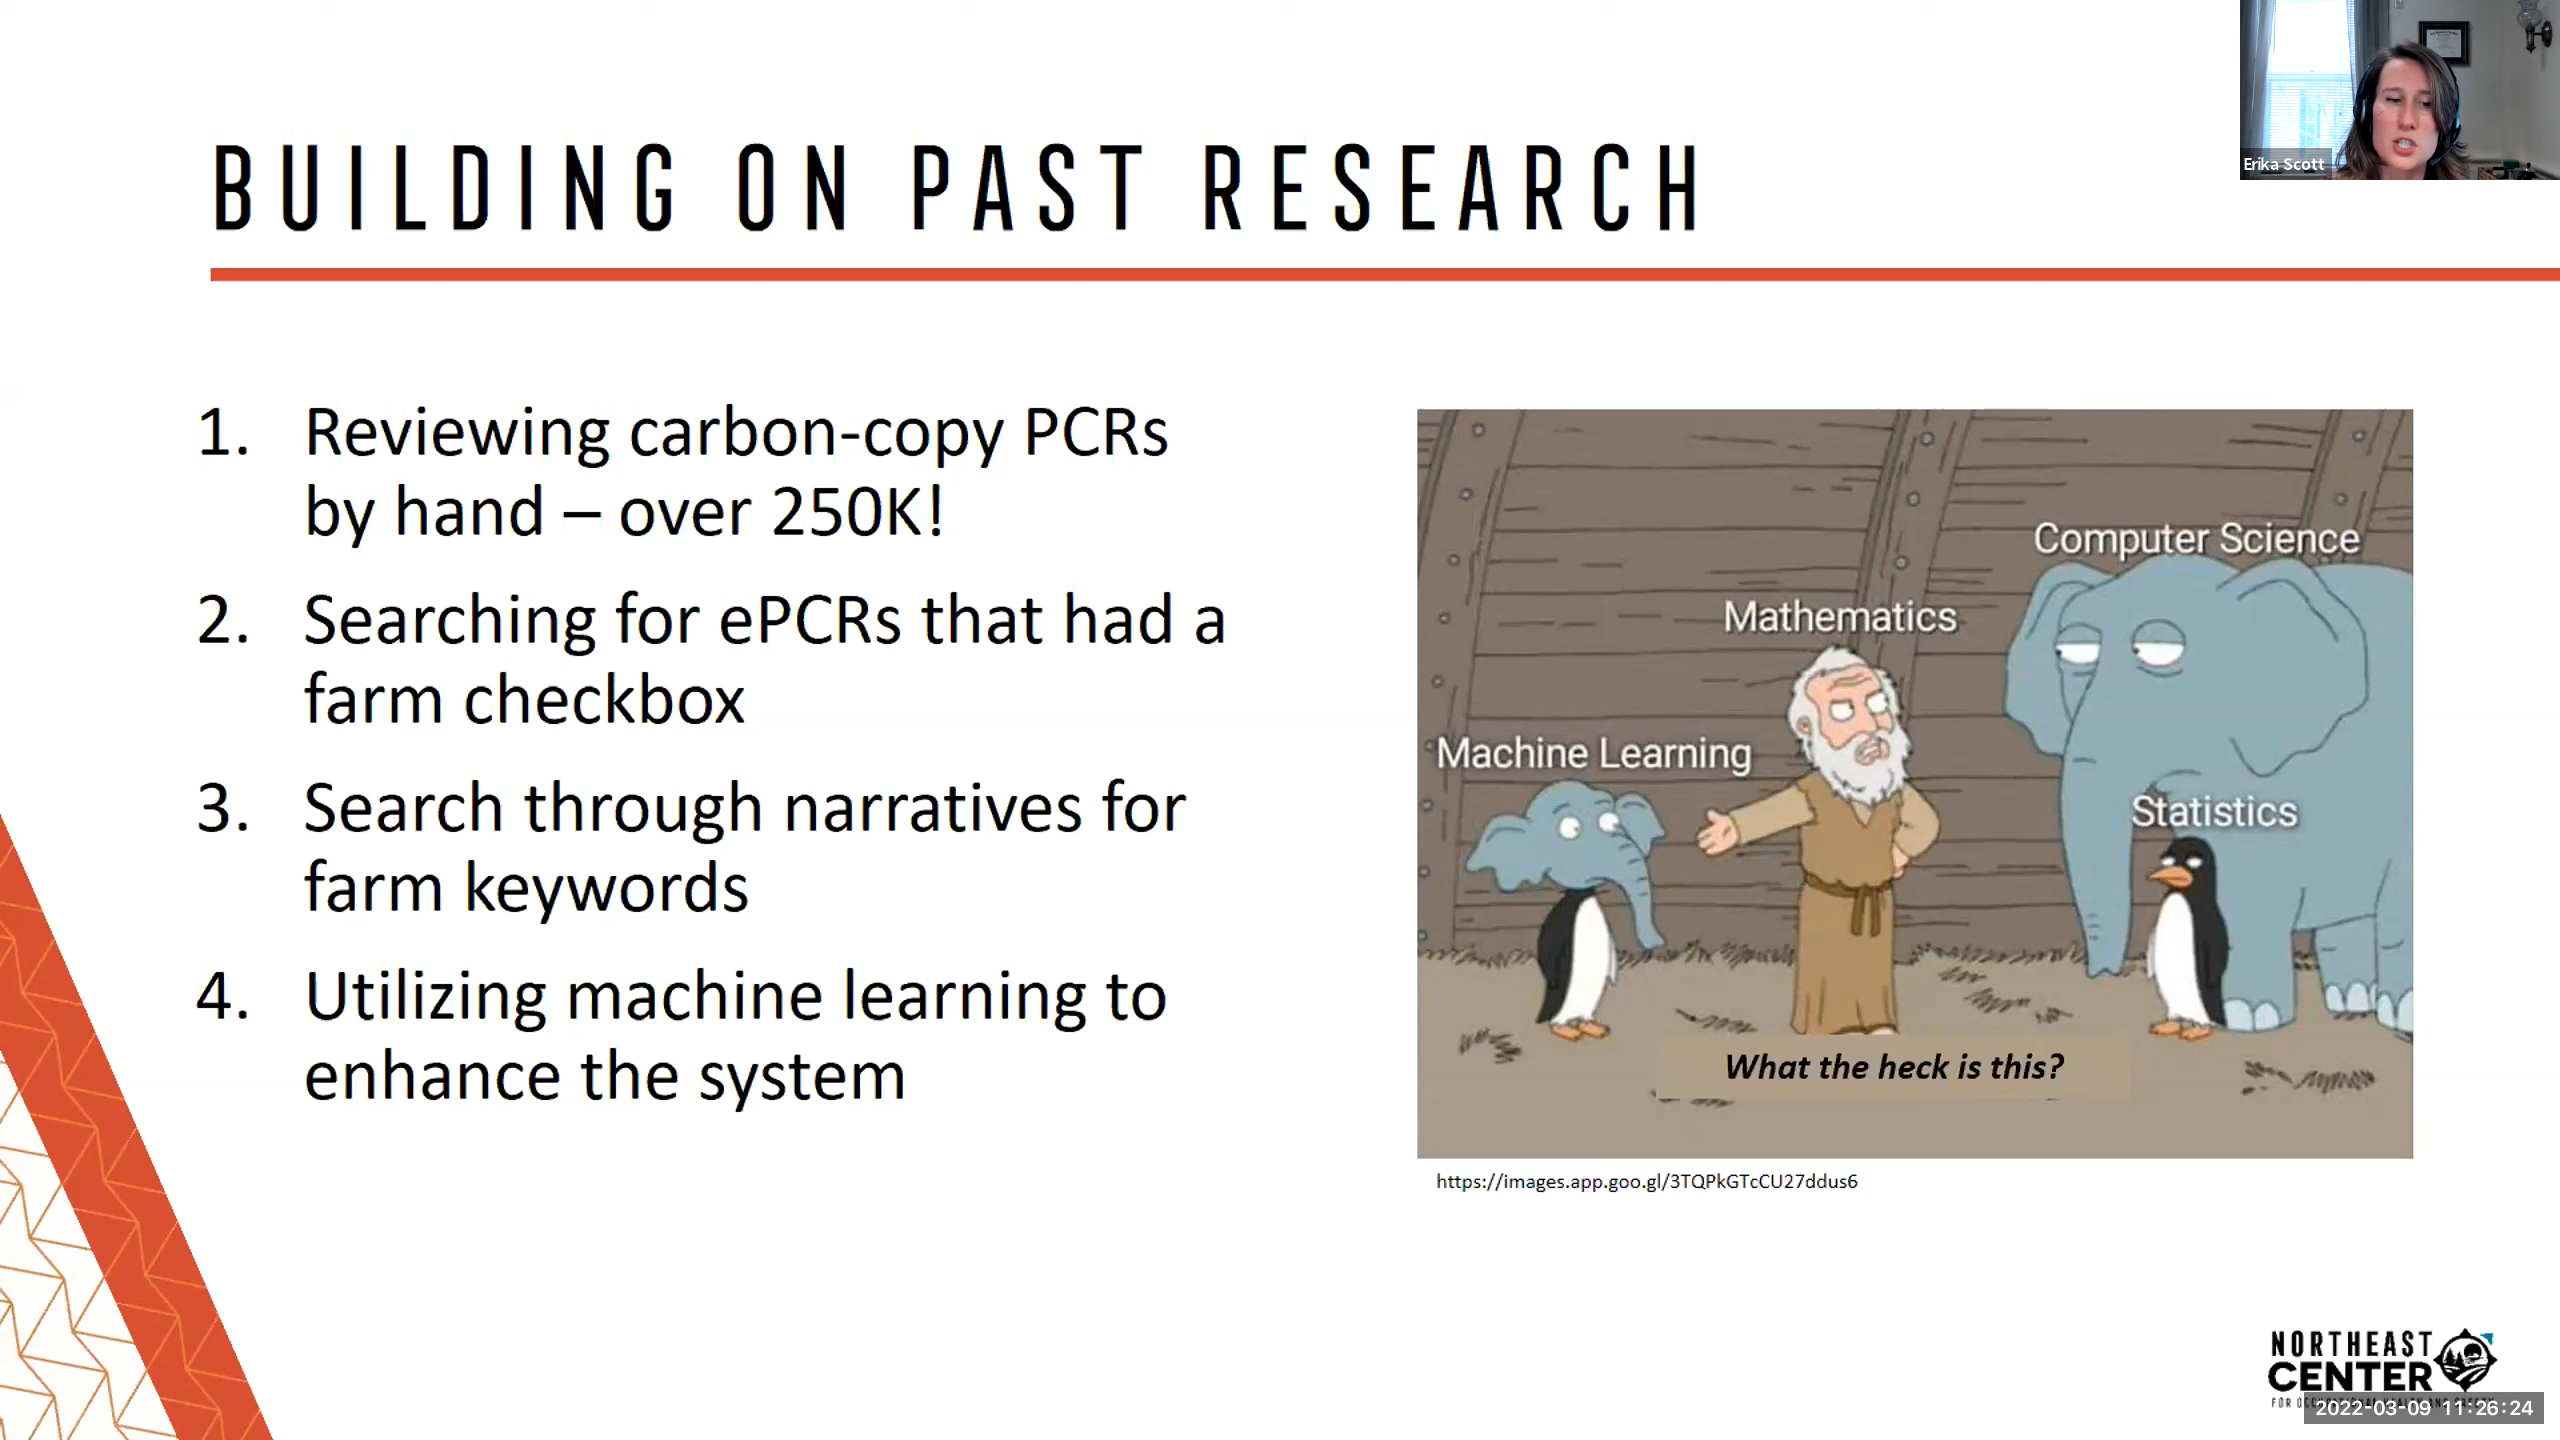 Erika Scott
BUILDING ON PAST RESEARCH
1. Reviewing carbon-copy PCRs
by hand – over 250K!
2. Searching for ePCRs that had a
farm checkbox
3. Search through narratives for
farm keywords
4. Utilizing machine learning to
enhance the system
Computer Science
Mathematics
Machine Learning
Statistics
What the heck is this?
https://images.app.goo.gl/3TQPkGTcCU27ddus6
NORTHEAST
CENTER
2022-03-09 11:26:24